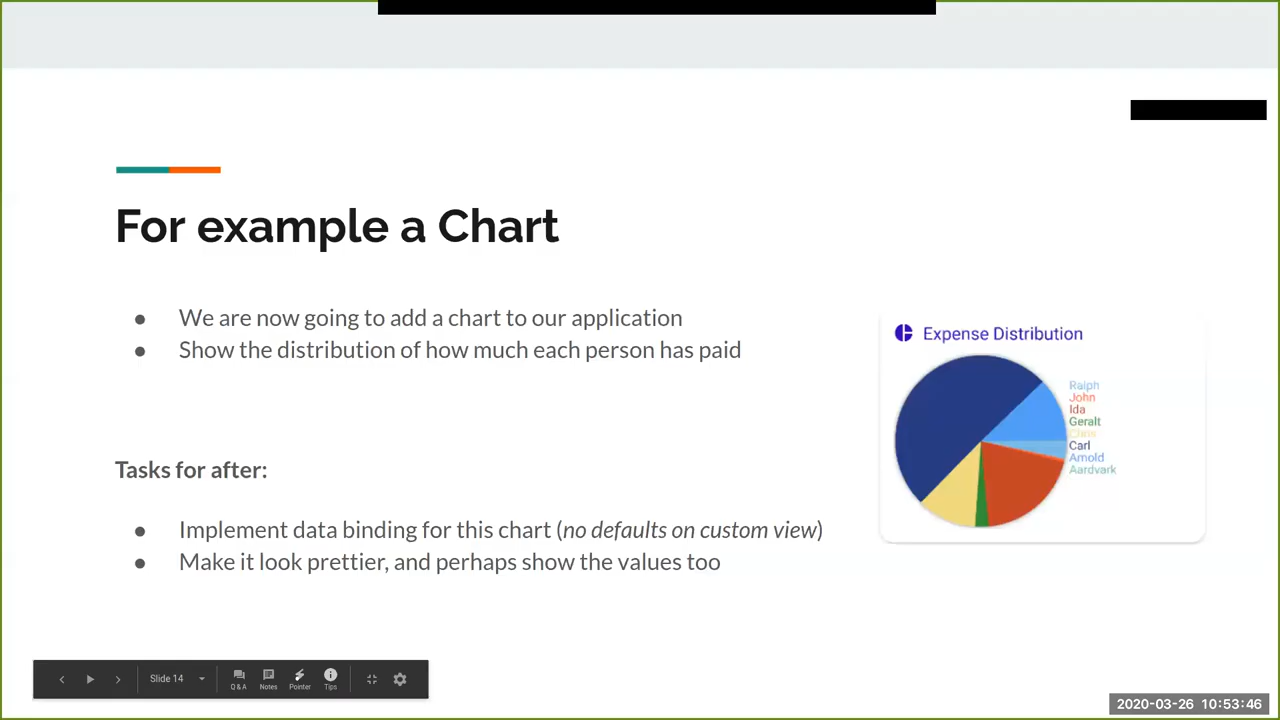 For example a Chart
● We are now going to add a chart to our application
● Show the distribution of how much each person has paid
Expense Distribution
Ralph
John
Ida
Geralt
Chris
Carl
Arnold
Aardvark
Tasks for after:
● Implement data binding for this chart (no defaults on custom view)
● Make it look prettier, and perhaps show the values too
Slide 14
Q & A
Notes
Pointer
Tips
2020-03-26 10:53:46